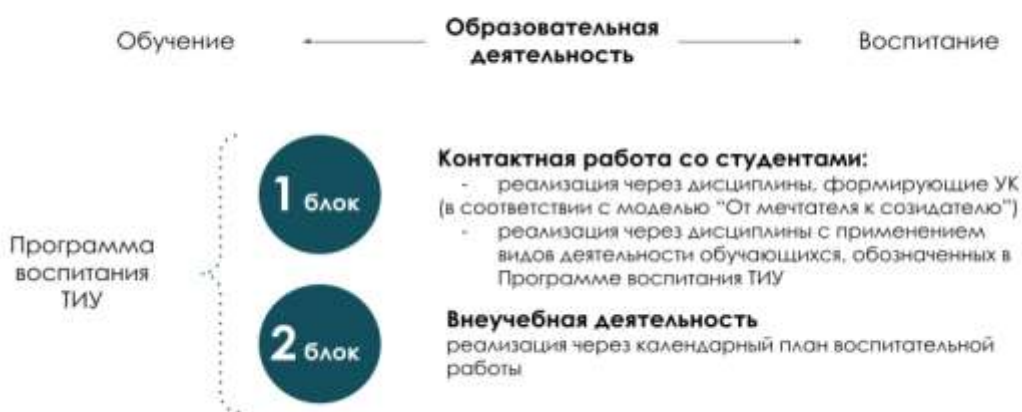 Обучение
Образовательная
деятельность
Воспитание
Программа
воспитания
ТИУ
1 блок
Контактная работа со студентами:
- реализация через дисциплины, формирующие УК
(в соответствии с моделью "От мечтателя к созидателю")
- реализация через дисциплины с применением
видов деятельности обучающихся, обозначенных в
Программе воспитания ТИУ
2 блок
Внеучебная деятельность
реализация через календарный план воспитательной
работы